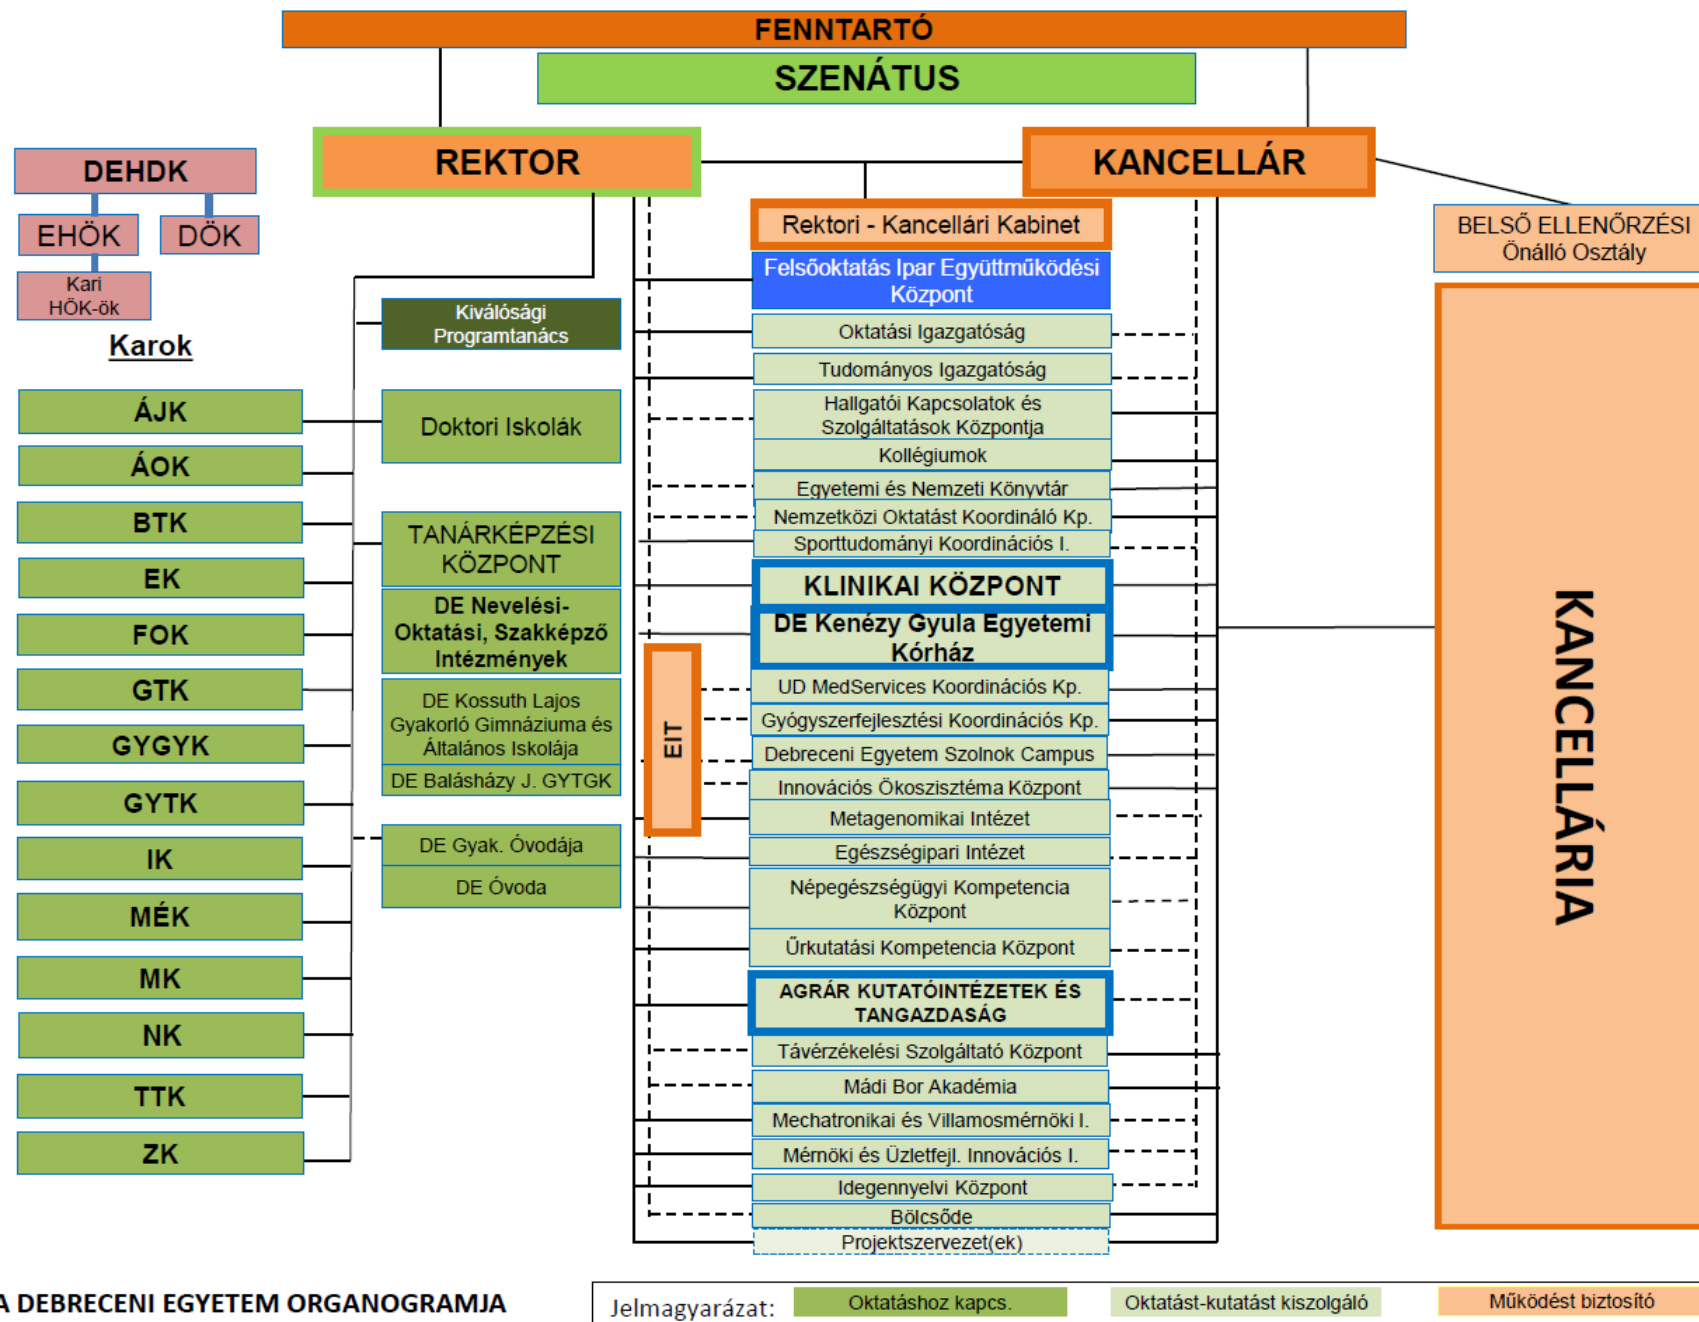 FENNTARTÓ
SZENÁTUS
REKTOR
KANCELLÁR
DEHDK
EHÖK
DÖK
Kari
HÖK-ök
Karok
ÁJK
ÁOK
BTK
EK
FOK
GTK
GYGYK
GYTK
IK
MÉK
MK
NK
TTK
ZK
Kiválósági
Programtanács
Doktori Iskolák
TANÁRKÉPZÉSI
KÖZPONT
DE Nevelési-
Oktatási, Szakképző
Intézmények
DE Kossuth Lajos
Gyakorló Gimnáziuma és
Általános Iskolája
DE Balásházy J. GYTGK
DE Gyak. Óvodája
DE Óvoda
EIT
Rektori - Kancellári Kabinet
Felsőoktatás Ipar Együttműködési
Központ
Oktatási Igazgatóság
Tudományos Igazgatóság
Hallgatói Kapcsolatok és
Szolgáltatások Központja
Kollégiumok
Egyetemi és Nemzeti Könyvtár
Nemzetközi Oktatást Koordináló Kp.
Sporttudományi Koordinációs I.
KLINIKAI KÖZPONT
DE Kenézy Gyula Egyetemi
Kórház
UD MedServices Koordinációs Kp.
Gyógyszerfejlesztési Koordinációs Kp.
Debreceni Egyetem Szolnok Campus
Innovációs Ökoszisztéma Központ
Metagenomikai Intézet
Egészségipari Intézet
Népegészségügyi Kompetencia
Központ
Űrkutatási Kompetencia Központ
AGRÁR KUTATÓINTÉZETEK ÉS
TANGAZDASÁG
Távérzékelési Szolgáltató Központ
Mádi Bor Akadémia
Mechatronikai és Villamosmérnöki I.
Mérnöki és Üzletfejl. Innovációs I.
Idegennyelvi Központ
Bölcsőde
Projektszervezet(ek)
BELSŐ ELLENŐRZÉSI
Önálló Osztály
KANCELLÁRIA
A DEBRECENI EGYETEM ORGANOGRAMJA
Jelmagyarázat:
Oktatáshoz kapcs.
Oktatást-kutatást kiszolgáló
Működést biztosító